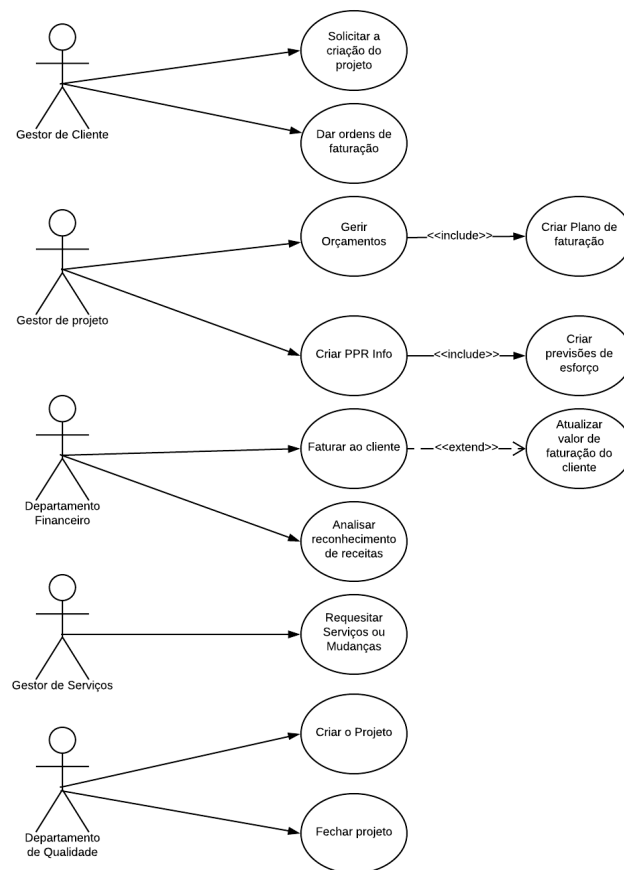 Solicitar a
criação do
projeto
Gestor de Cliente
Dar ordens de
faturação
Gerir
Orçamentos
<<include>>
Criar Plano de
faturação
Gestor de projeto
Criar PPR Info
<<include>>
Criar
previsões de
esforço
Faturar ao cliente
<<extend>>
Atualizar
valor de
faturação do
cliente
Departamento
Financeiro
Analisar
reconhecimento
de receitas
Requesitar
Serviços ou
Mudanças
Gestor de Serviços
Criar o Projeto
Departamento
de Qualidade
Fechar projeto